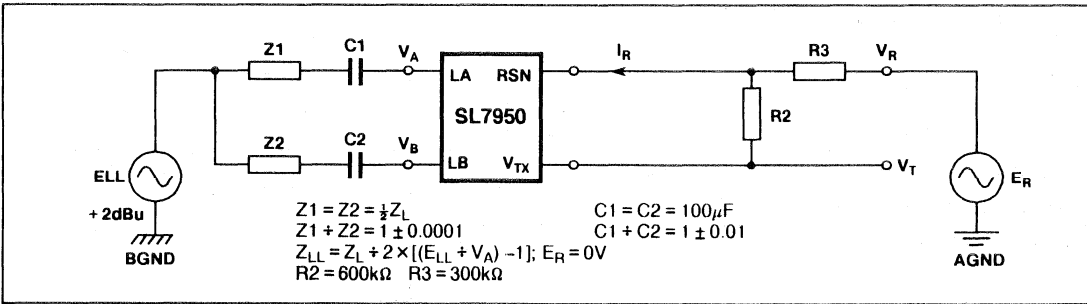 Z1
C1
V_A
I_R
R3
V_R
LA
RSN
SL7950
R2
Z2
C2
V_B
LB
V_TX
V_T
ELL
+ 2dBu
E_R
BGND
AGND
Z1 = Z2 = ½Z_L
C1 = C2 = 100μF
Z1 ÷ Z2 = 1 ± 0.0001
C1 ÷ C2 = 1 ± 0.01
Z_LL = Z_L ÷ 2 × [(E_LL ÷ V_A) −1]; E_R = 0V
R2 = 600kΩ R3 = 300kΩ